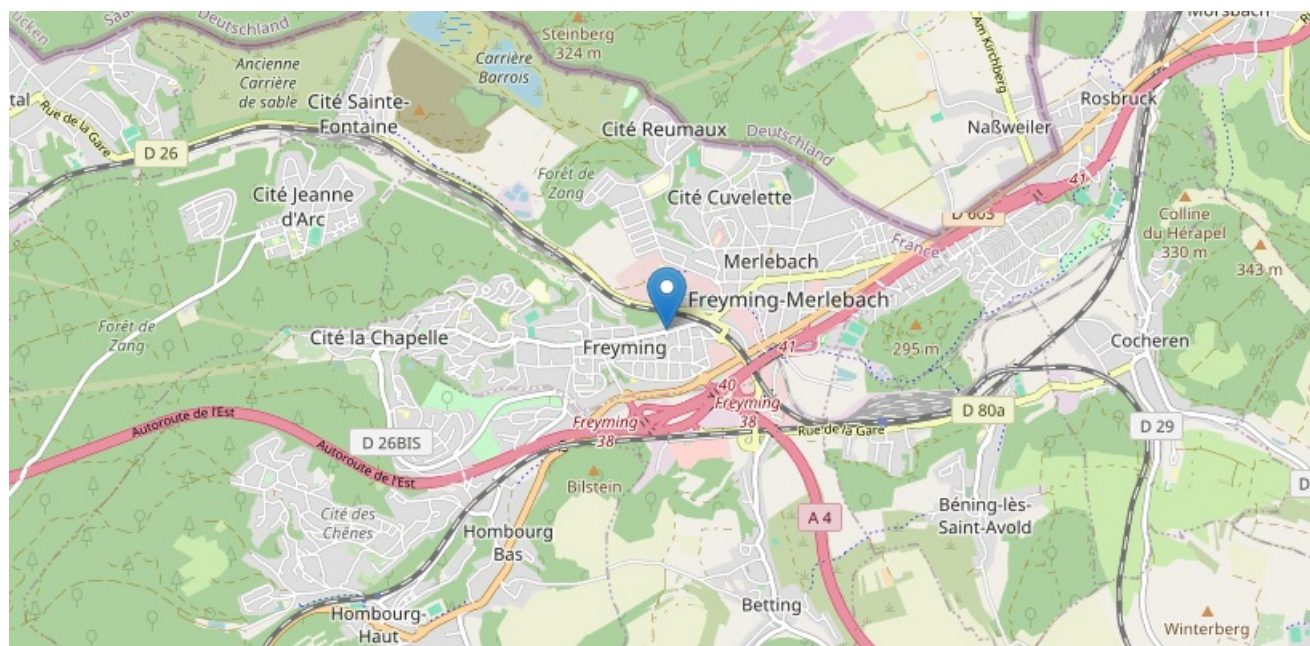 Deutschland
Steinberg
324 m
Morsbach
Am Kirchberg
Carrière
Barrois
Ancienne
Carrière
de sable
Cité Sainte-
Fontaine
Rue de la Gare
D 26
Cité Reumaux
Deutschland
Rosbruck
Naßweiler
Forêt de
Zang
Cité Cuvelette
Cité Jeanne
d'Arc
41
D 603
France
Colline
du Hérapel
330 m
343 m
Merlebach
Freyming-Merlebach
Forêt de
Zang
Cité la Chapelle
Freyming
41
295 m
Cocheren
40
Freyming
38
Freyming
38
D 80a
Rue de la Gare
D 29
Autoroute de l'Est
Autoroute de l'Est
D 26BIS
Bilstein
A 4
Cité des
Chênes
Hombourg
Bas
Béning-lès-
Saint-Avold
Hombourg-
Haut
Betting
Winterberg